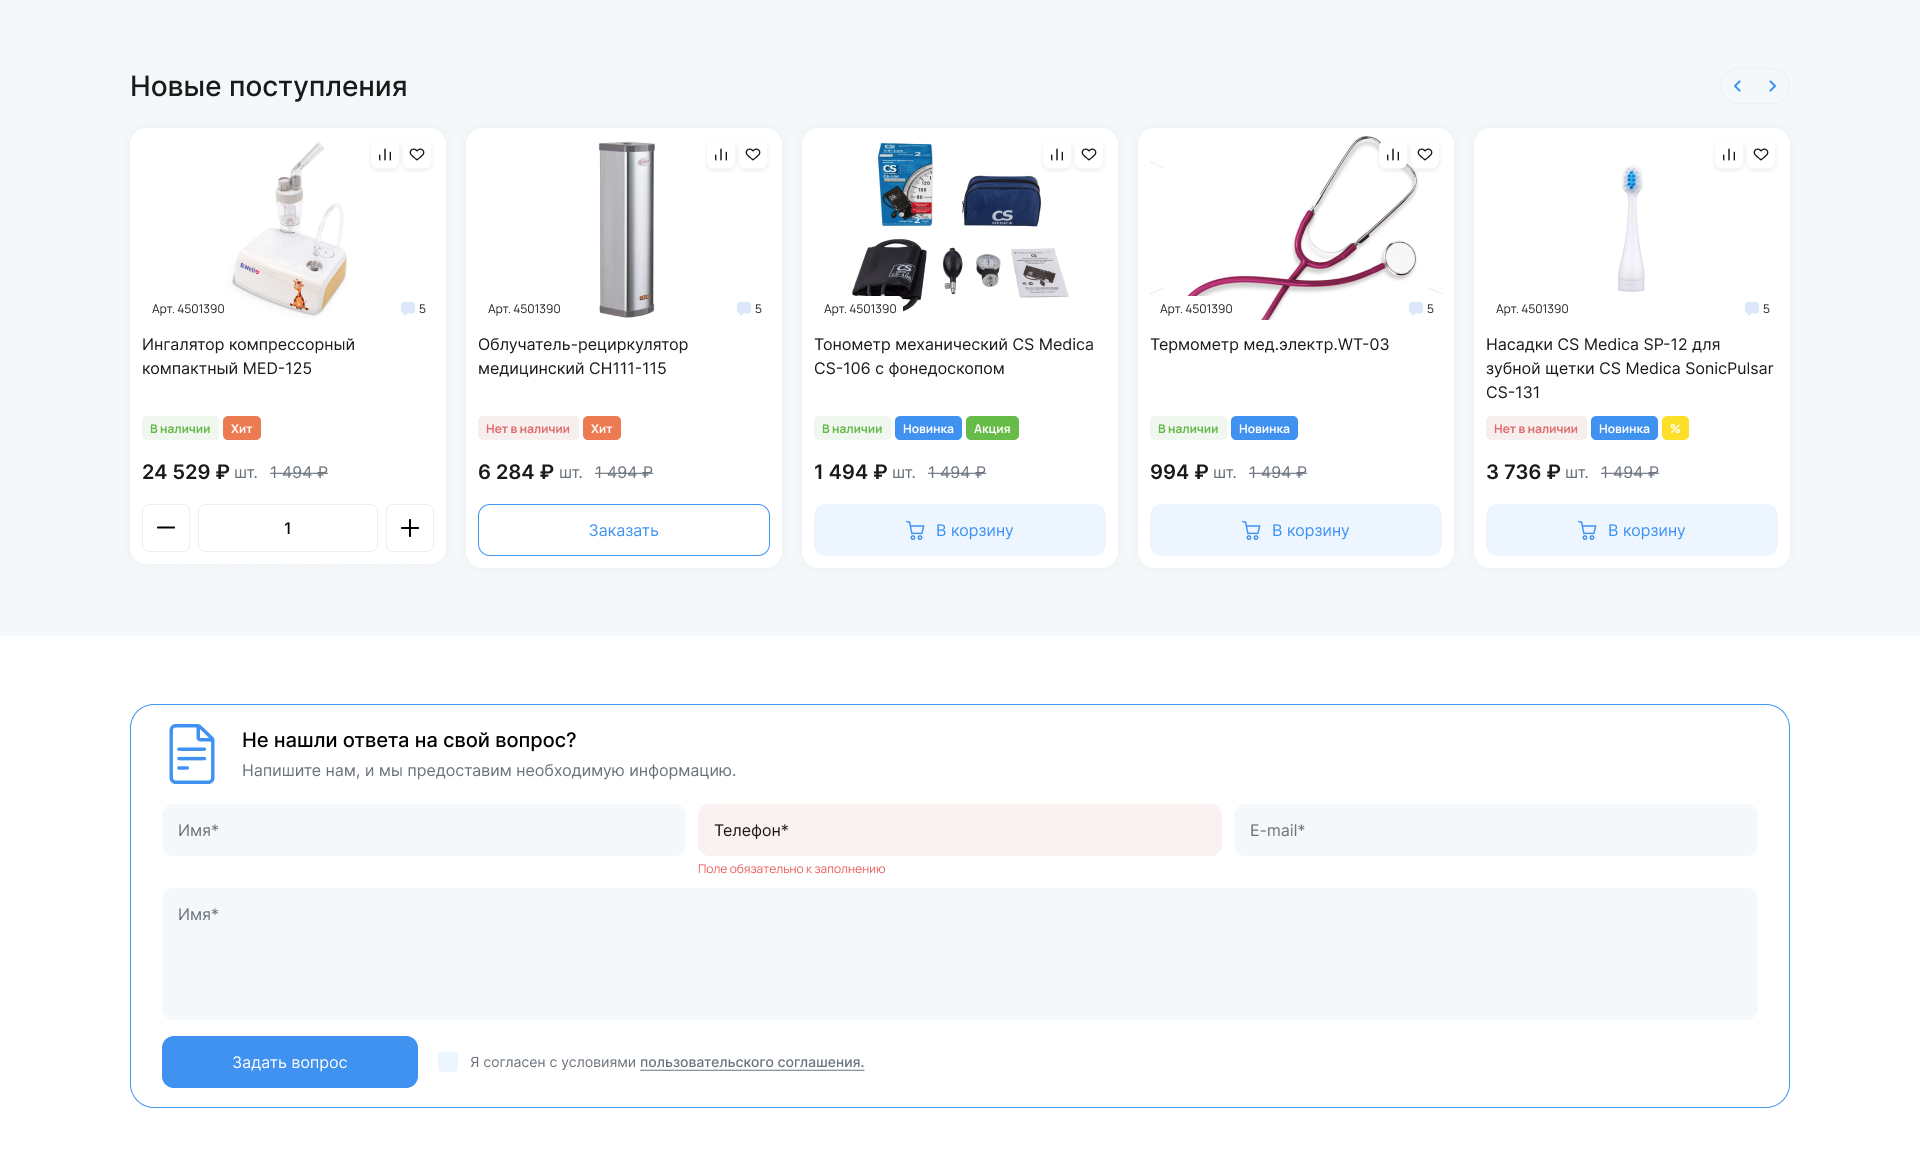 Новые поступления
Арт. 4501390
5
Ингалятор компрессорный
компактный MED-125
В наличии
Хит
24 529 ₽ шт. 1 494 ₽
1
Арт. 4501390
5
Облучатель-рециркулятор
медицинский СН111-115
Нет в наличии
Хит
6 284 ₽ шт. 1 494 ₽
Заказать
CS
CS
MEDICA
CS
Арт. 4501390
Тонометр механический CS Medica
CS-106 с фонедоскопом
В наличии
Новинка
Акция
1 494 ₽ шт. 1 494 ₽
В корзину
Арт. 4501390
5
Термометр мед.электр.WT-03
В наличии
Новинка
994 ₽ шт. 1 494 ₽
В корзину
Арт. 4501390
5
Насадки CS Medica SP-12 для
зубной щетки CS Medica SonicPulsar
CS-131
Нет в наличии
Новинка
%
3 736 ₽ шт. 1 494 ₽
В корзину
Не нашли ответа на свой вопрос?
Напишите нам, и мы предоставим необходимую информацию.
Имя*
Телефон*
E-mail*
Поле обязательно к заполнению
Имя*
Задать вопрос
Я согласен с условиями пользовательского соглашения.